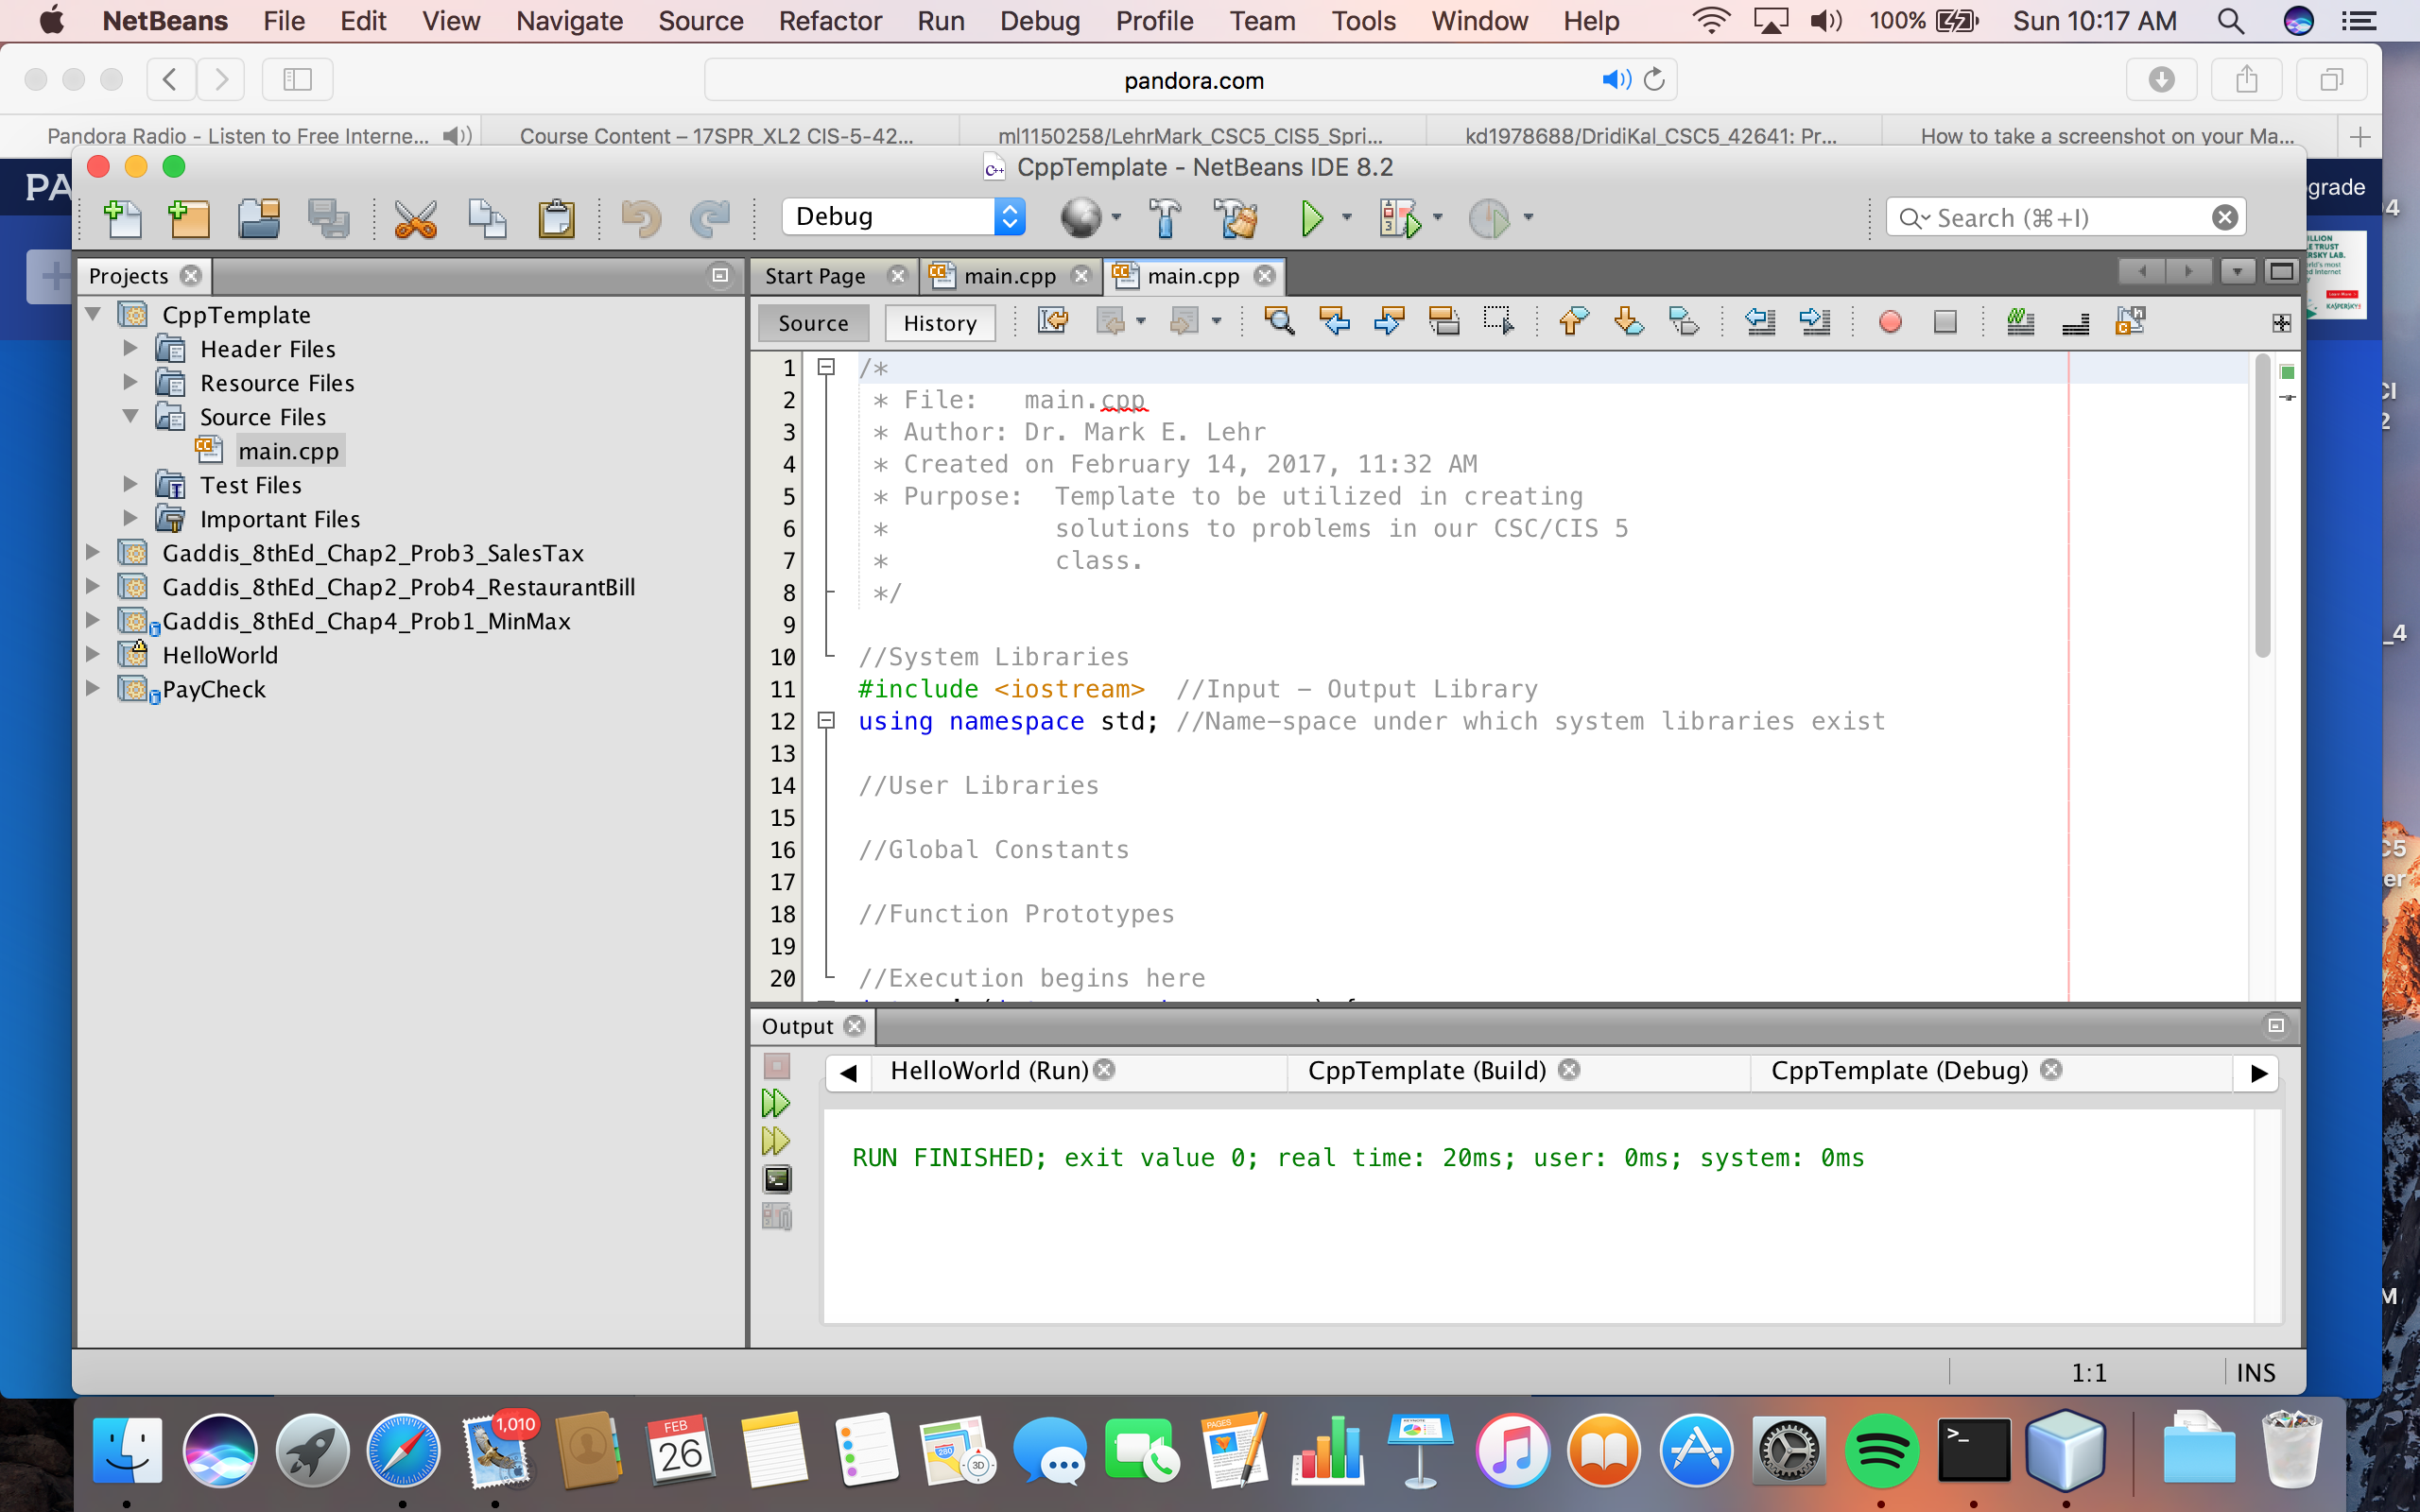 NetBeans File Edit View Navigate Source Refactor Run Debug Profile Team Tools Window Help 100% Sun 10:17 AM
pandora.com
Pandora Radio - Listen to Free Interne... Course Content – 17SPR_XL2 CIS-5-42... ml1150258/LehrMark_CSC5_CIS5_Spri... kd1978688/DridiKal_CSC5_42641: Pr... How to take a screenshot on your Ma...
CppTemplate - NetBeans IDE 8.2
PA
grade
Debug
Search (⌘+I)
Projects
Start Page main.cpp main.cpp
Source History
CppTemplate
Header Files
Resource Files
Source Files
main.cpp
Test Files
Important Files
Gaddis_8thEd_Chap2_Prob3_SalesTax
Gaddis_8thEd_Chap2_Prob4_RestaurantBill
Gaddis_8thEd_Chap4_Prob1_MinMax
HelloWorld
PayCheck
1 /*
2 * File:   main.cpp
3 * Author: Dr. Mark E. Lehr
4 * Created on February 14, 2017, 11:32 AM
5 * Purpose:  Template to be utilized in creating
6 *           solutions to problems in our CSC/CIS 5
7 *           class.
8 */
9
10 //System Libraries
11 #include <iostream>  //Input - Output Library
12 using namespace std; //Name-space under which system libraries exist
13
14 //User Libraries
15
16 //Global Constants
17
18 //Function Prototypes
19
20 //Execution begins here
Output
HelloWorld (Run) CppTemplate (Build) CppTemplate (Debug)
RUN FINISHED; exit value 0; real time: 20ms; user: 0ms; system: 0ms
1:1 INS
1,010
FEB
26
PAGES
280
3D
KEYNOTE